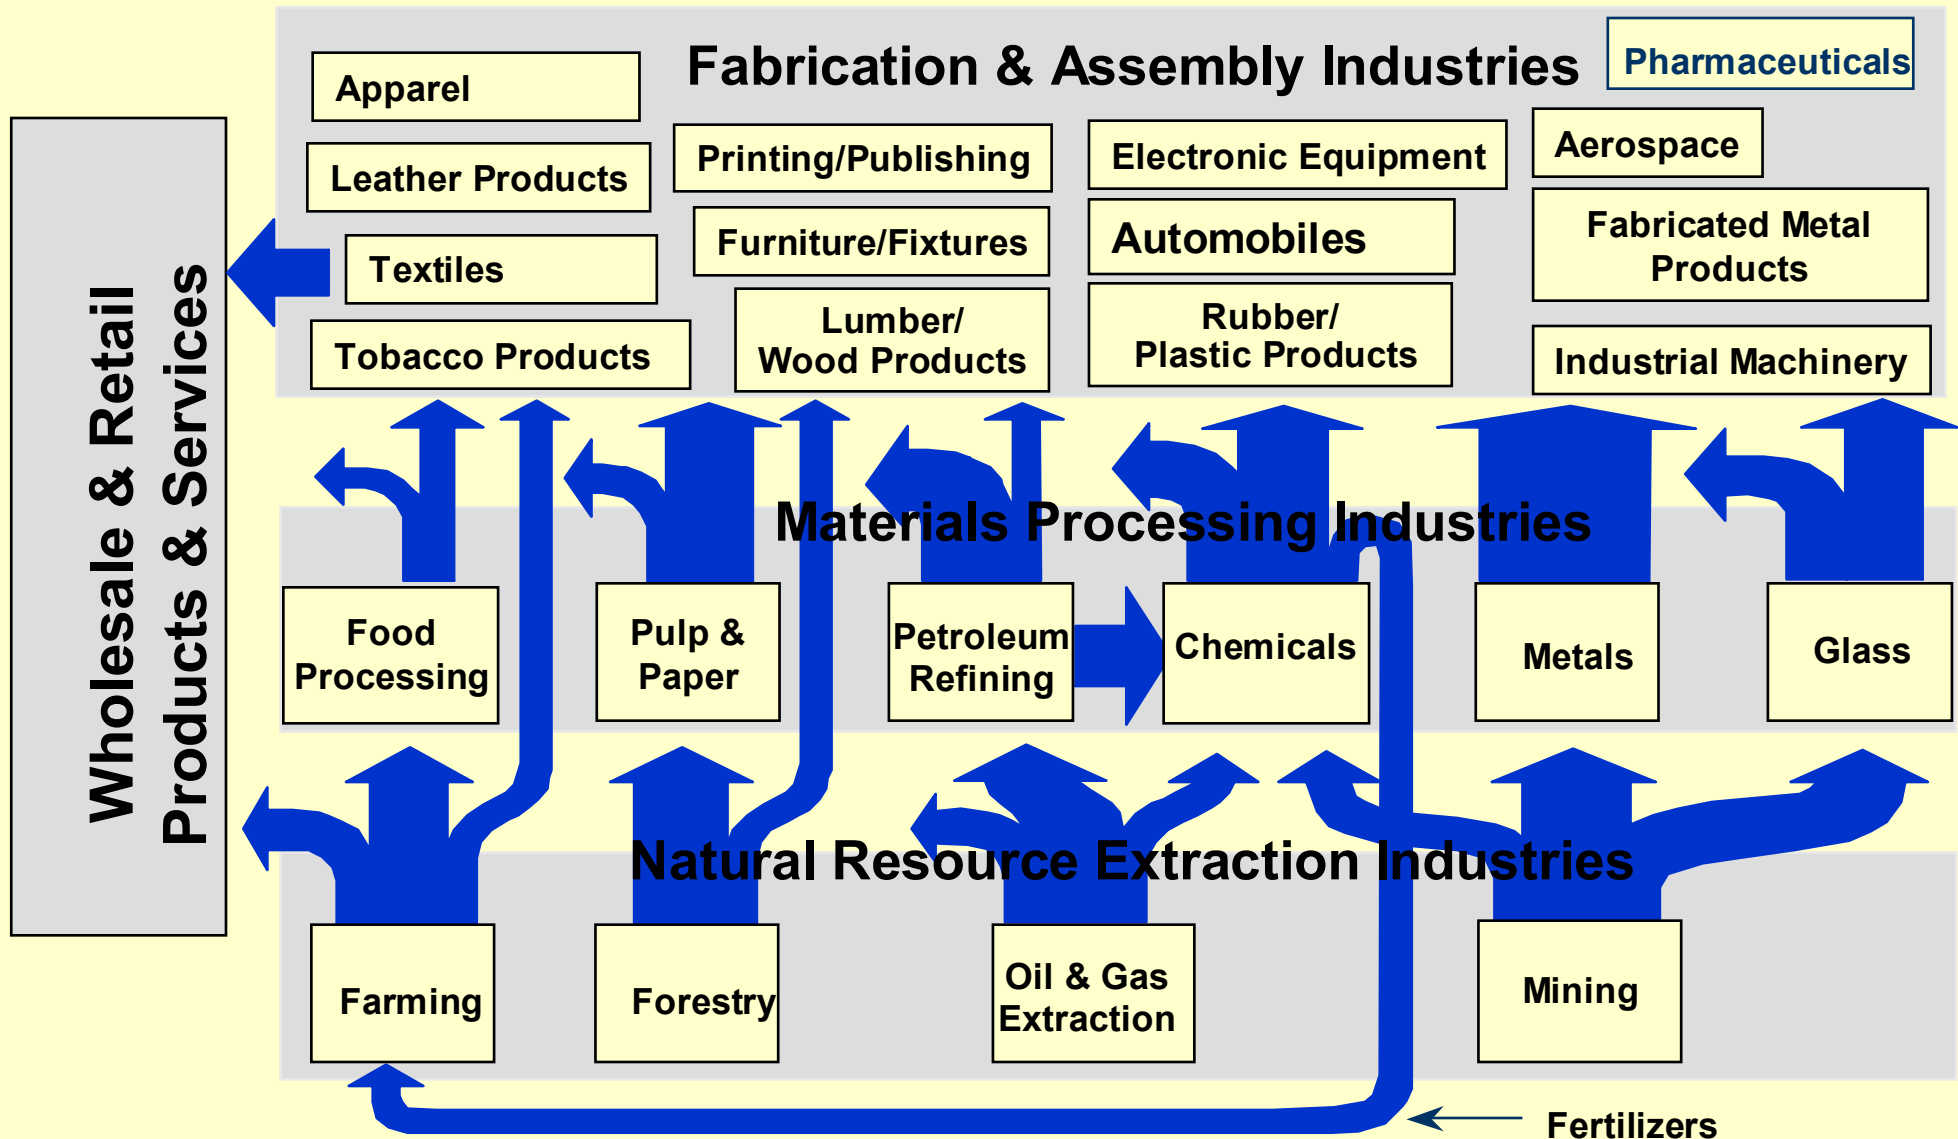 Fabrication & Assembly Industries
Pharmaceuticals
Apparel
Leather Products
Textiles
Tobacco Products
Printing/Publishing
Furniture/Fixtures
Lumber/
Wood Products
Electronic Equipment
Automobiles
Rubber/
Plastic Products
Aerospace
Fabricated Metal
Products
Industrial Machinery
Wholesale & Retail
Products & Services
Materials Processing Industries
Food
Processing
Pulp &
Paper
Petroleum
Refining
Chemicals
Metals
Glass
Natural Resource Extraction Industries
Farming
Forestry
Oil & Gas
Extraction
Mining
Fertilizers